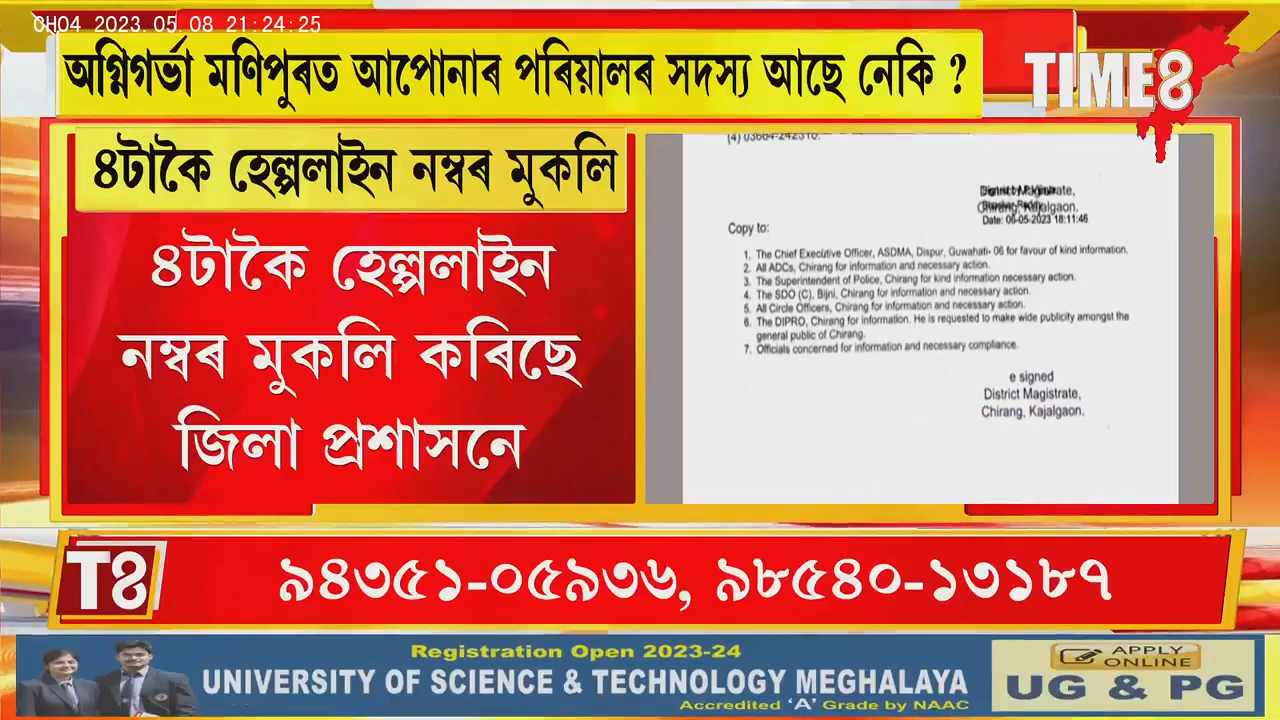 CH04 2023.05.08 21:24:25
অগ্নিগৰ্ভা মণিপুৰত আপোনাৰ পৰিয়ালৰ সদস্য আছে নেকি ?
TIME8
৪টাকৈ হেল্পলাইন নম্বৰ মুকলি
৪টাকৈ হেল্পলাইন
নম্বৰ মুকলি কৰিছে
জিলা প্ৰশাসনে
(4) 03664-242310.
District Magistrate,
Chirang, Kajalgaon.
Date: 06-05-2023 18:11:46
Copy to:
1. The Chief Executive Officer, ASDMA, Dispur, Guwahati- 06 for favour of kind information.
2. All ADCs, Chirang for information and necessary action.
3. The Superintendent of Police, Chirang for kind information necessary action.
4. The SDO (C), Bijni, Chirang for information and necessary action.
5. All Circle Officers, Chirang for information and necessary action.
6. The DIPRO, Chirang for information. He is requested to make wide publicity amongst the
general public of Chirang.
7. Officials concerned for information and necessary compliance.
e signed
District Magistrate,
Chirang, Kajalgaon.
T8
৯৪৩৫১-০৫৯৩৬, ৯৮৫৪০-১৩১৮৭
Registration Open 2023-24
UNIVERSITY OF SCIENCE & TECHNOLOGY MEGHALAYA
Accredited 'A' Grade by NAAC
APPLY
ONLINE
UG & PG